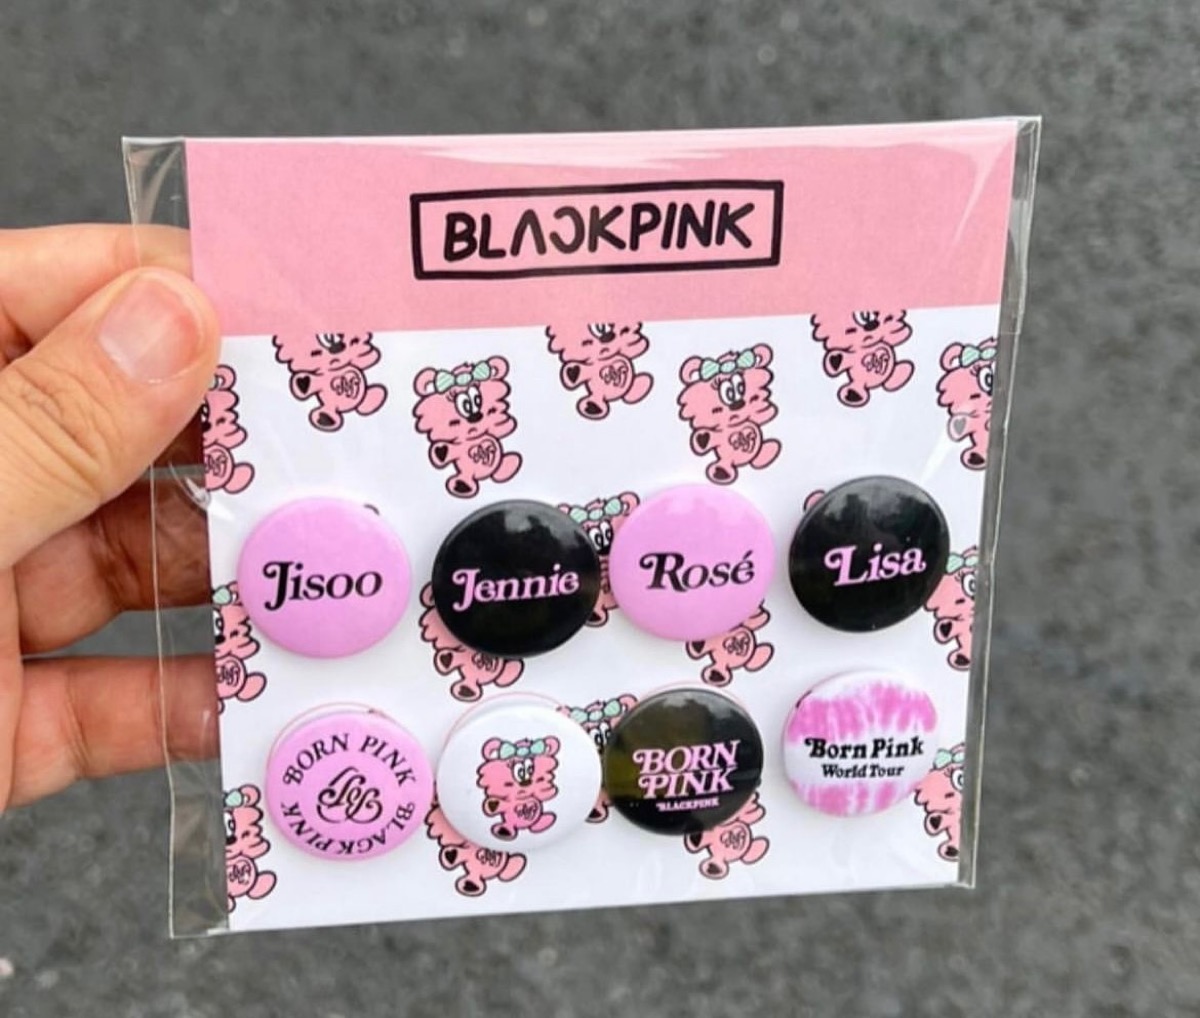 BLACKPINK
Jisoo
Jennie
Rosé
Lisa
BORN PINK
BLACKPINK
BORN
PINK
BLACKPINK
Born Pink
World Tour